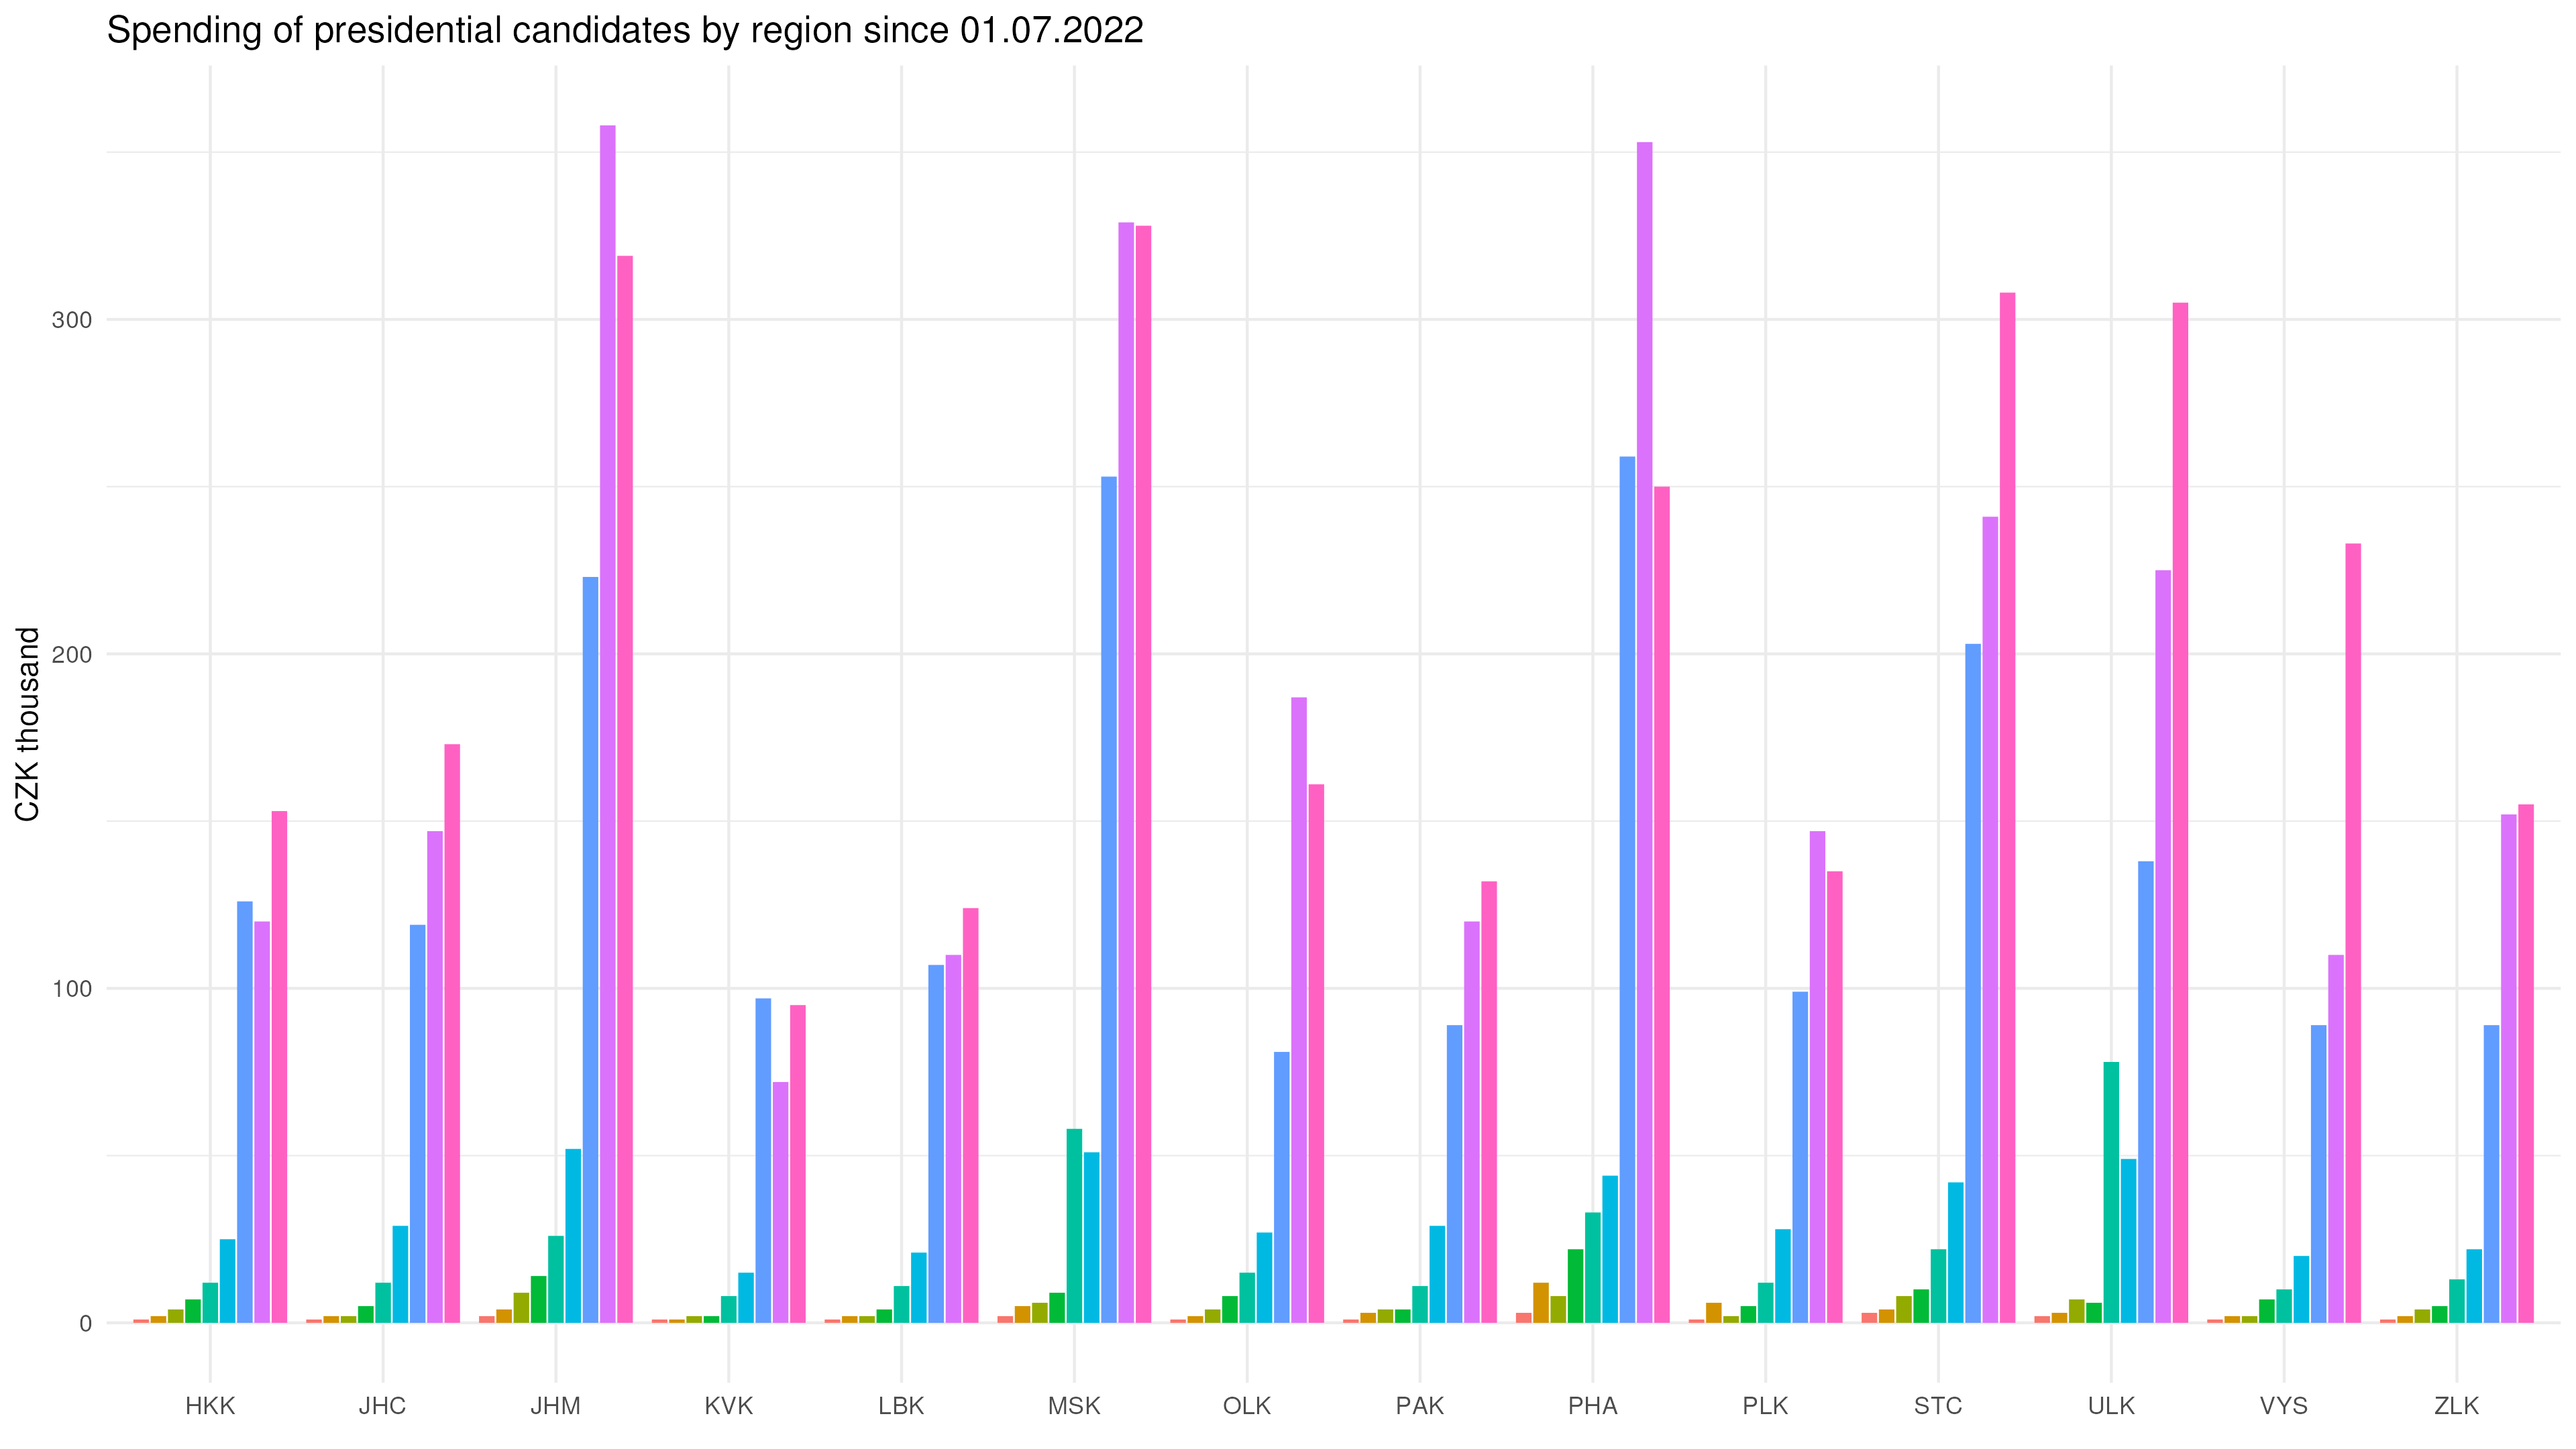 Spending of presidential candidates by region since 01.07.2022
CZK thousand
300
200
100
0
HKK JHC JHM KVK LBK MSK OLK PAK PHA PLK STC ULK VYS ZLK